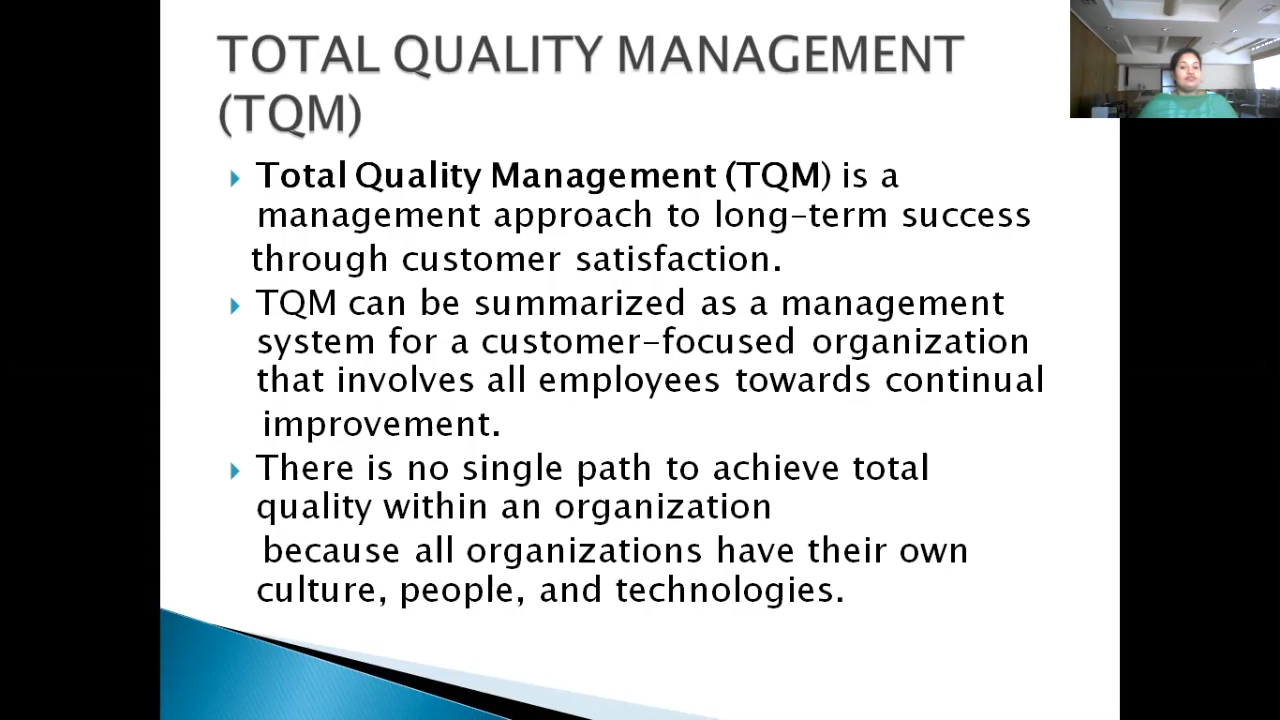 TOTAL QUALITY MANAGEMENT
(TQM)
Total Quality Management (TQM) is a
management approach to long-term success
through customer satisfaction.
TQM can be summarized as a management
system for a customer-focused organization
that involves all employees towards continual
improvement.
There is no single path to achieve total
quality within an organization
because all organizations have their own
culture, people, and technologies.